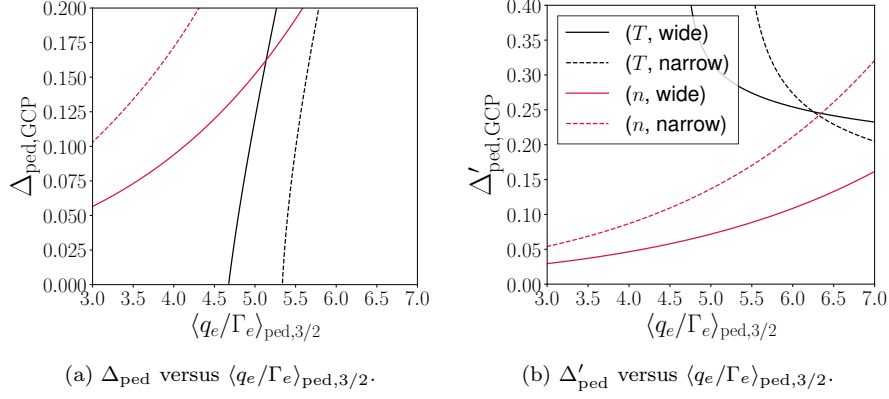 0.200
0.175
0.150
0.125
0.100
0.075
0.050
0.025
0.000
Δped,GCP
3.0 3.5 4.0 4.5 5.0 5.5 6.0 6.5 7.0
⟨qe/Γe⟩ped,3/2
(a) Δped versus ⟨qe/Γe⟩ped,3/2.
0.40
0.35
0.30
0.25
0.20
0.15
0.10
0.05
0.00
Δ′ped,GCP
(T, wide)
(T, narrow)
(n, wide)
(n, narrow)
3.0 3.5 4.0 4.5 5.0 5.5 6.0 6.5 7.0
⟨qe/Γe⟩ped,3/2
(b) Δ′ped versus ⟨qe/Γe⟩ped,3/2.